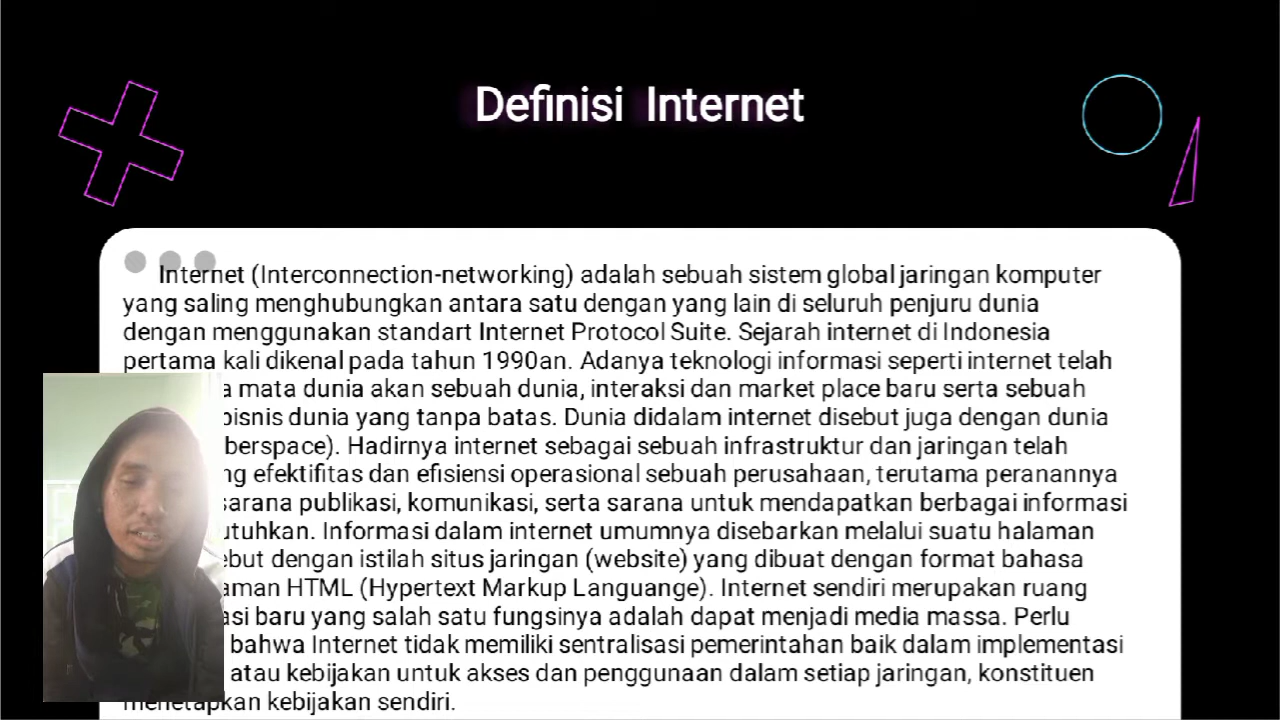 Definisi Internet
Internet (Interconnection-networking) adalah sebuah sistem global jaringan komputer
yang saling menghubungkan antara satu dengan yang lain di seluruh penjuru dunia
dengan menggunakan standart Internet Protocol Suite. Sejarah internet di Indonesia
pertama kali dikenal pada tahun 1990an. Adanya teknologi informasi seperti internet telah
mata dunia akan sebuah dunia, interaksi dan market place baru serta sebuah
bisnis dunia yang tanpa batas. Dunia didalam internet disebut juga dengan dunia
berspace). Hadirnya internet sebagai sebuah infrastruktur dan jaringan telah
ng efektifitas dan efisiensi operasional sebuah perusahaan, terutama peranannya
sarana publikasi, komunikasi, serta sarana untuk mendapatkan berbagai informasi
utuhkan. Informasi dalam internet umumnya disebarkan melalui suatu halaman
ebut dengan istilah situs jaringan (website) yang dibuat dengan format bahasa
aman HTML (Hypertext Markup Languange). Internet sendiri merupakan ruang
asi baru yang salah satu fungsinya adalah dapat menjadi media massa. Perlu
bahwa Internet tidak memiliki sentralisasi pemerintahan baik dalam implementasi
atau kebijakan untuk akses dan penggunaan dalam setiap jaringan, konstituen
menetapkan kebijakan sendiri.